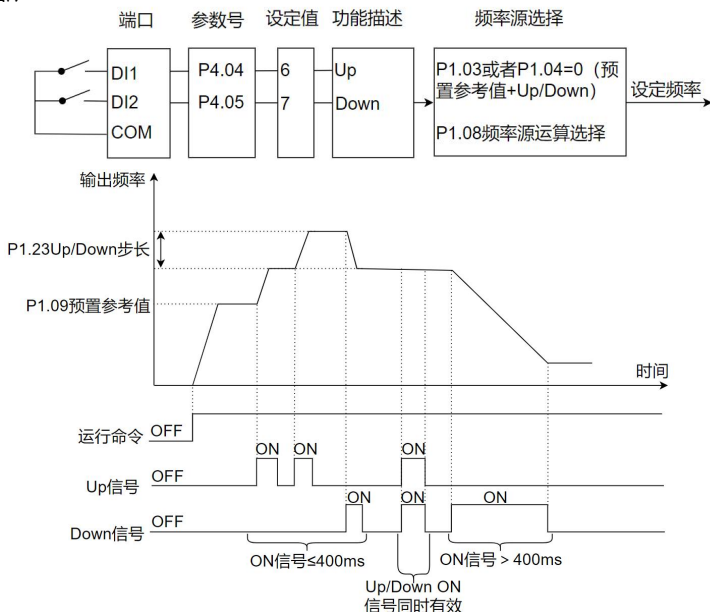 端口 参数号 设定值 功能描述 频率源选择
DI1 P4.04 6 Up
DI2 P4.05 7 Down
COM
P1.03或者P1.04=0（预
置参考值+Up/Down）
P1.08频率源运算选择
设定频率
输出频率
P1.23Up/Down步长
P1.09预置参考值
时间
运行命令 OFF
ON ON ON
Up信号 OFF
ON ON ON
Down信号 OFF
ON信号≤400ms
ON信号＞400ms
Up/Down ON
信号同时有效